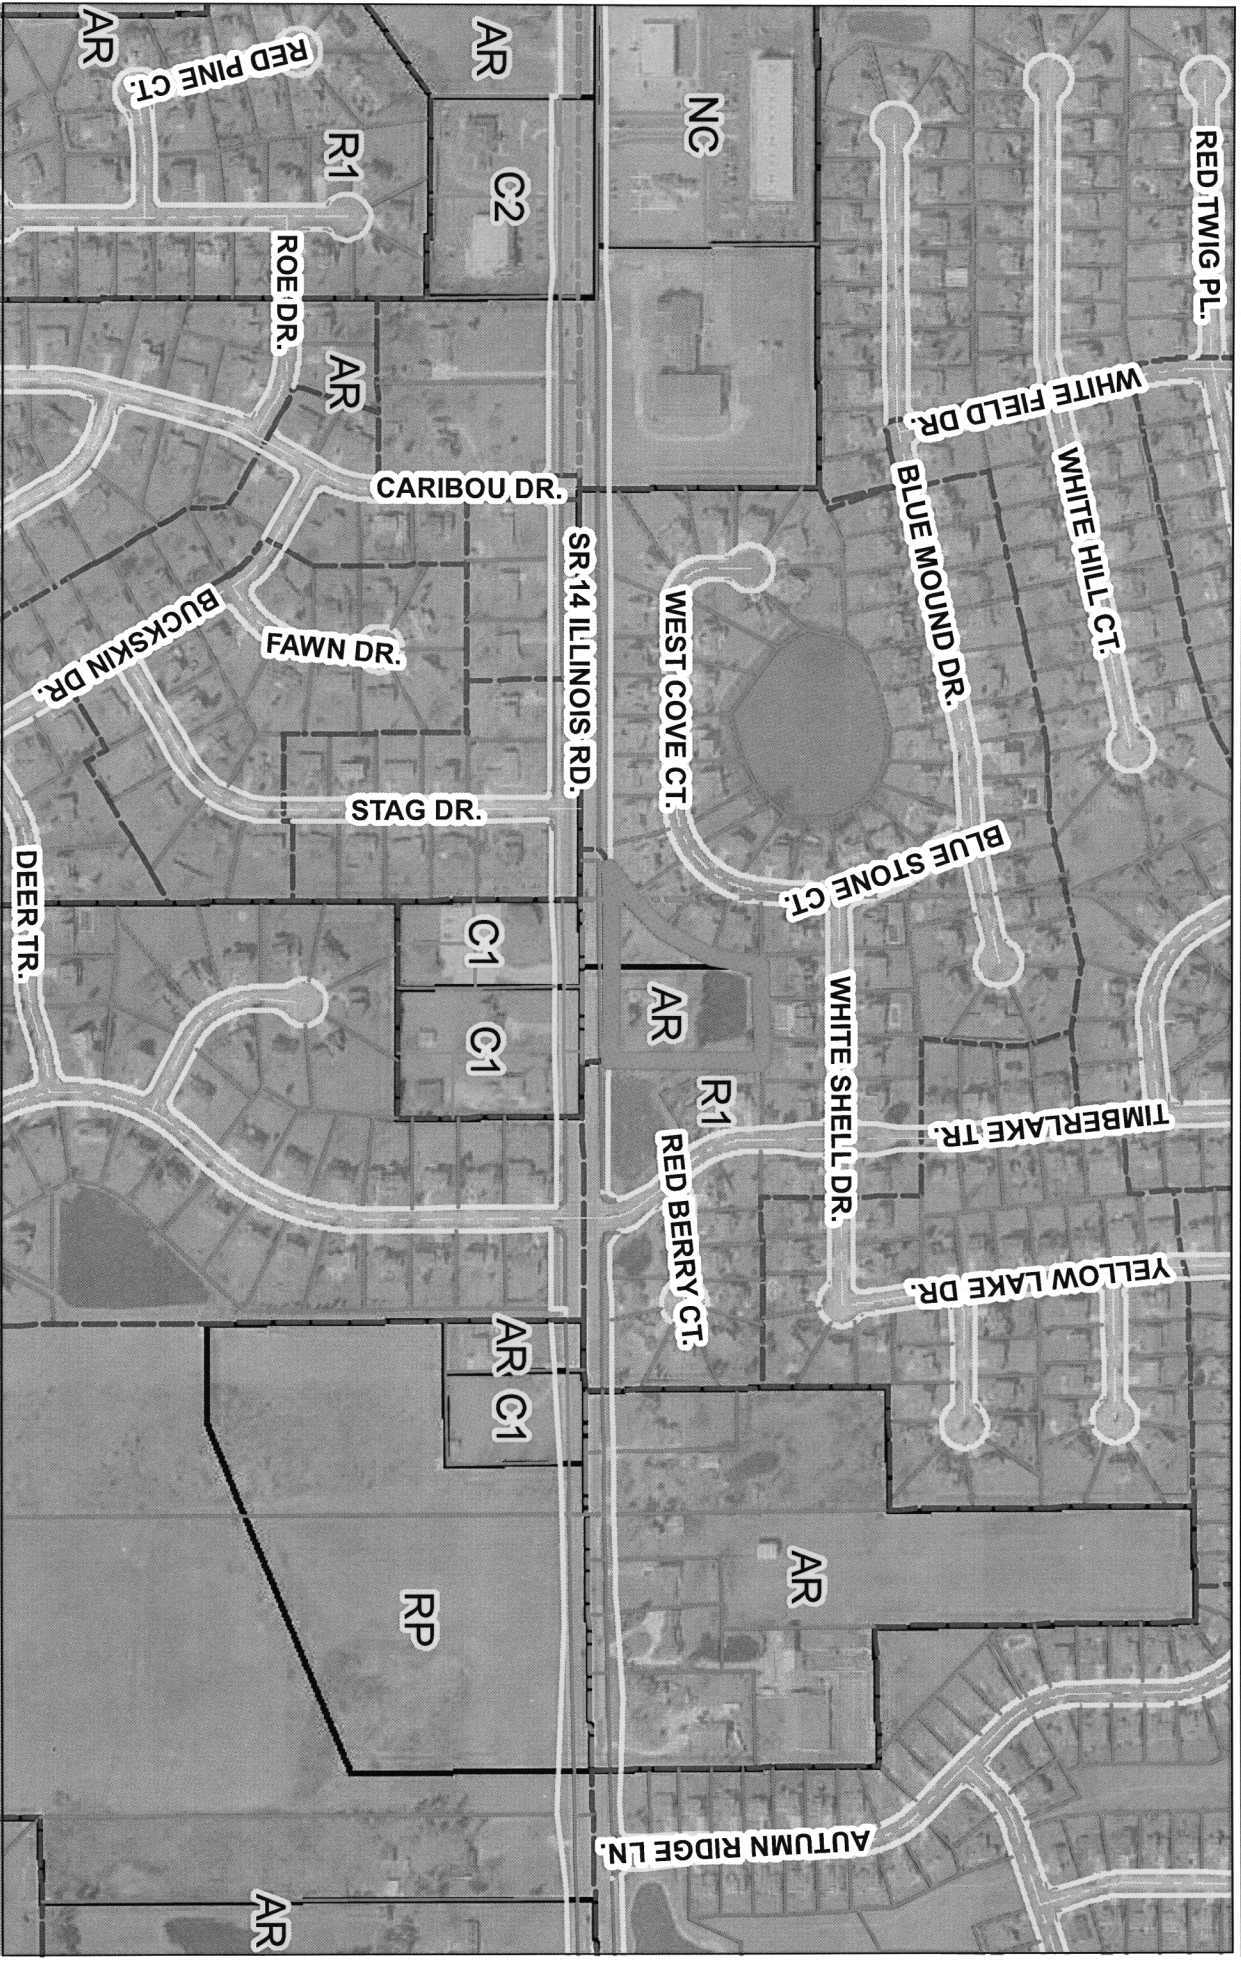 AR
RED PINE CT.
R1
AR
C2
NC
RED TWIG PL.
ROE DR.
AR
WHITE FIELD DR.
CARIBOU DR.
BLUE MOUND DR.
WHITE HILL CT.
SR 14 ILLINOIS RD.
WEST COVE CT.
BUCKSKIN DR.
FAWN DR.
STAG DR.
BLUE STONE CT.
DEER TR.
C1
AR
WHITE SHELL DR.
C1
R1
TIMBERLAKE TR.
RED BERRY CT.
YELLOW LAKE DR.
AR
C1
AR
RP
AUTUMN RIDGE LN.
AR